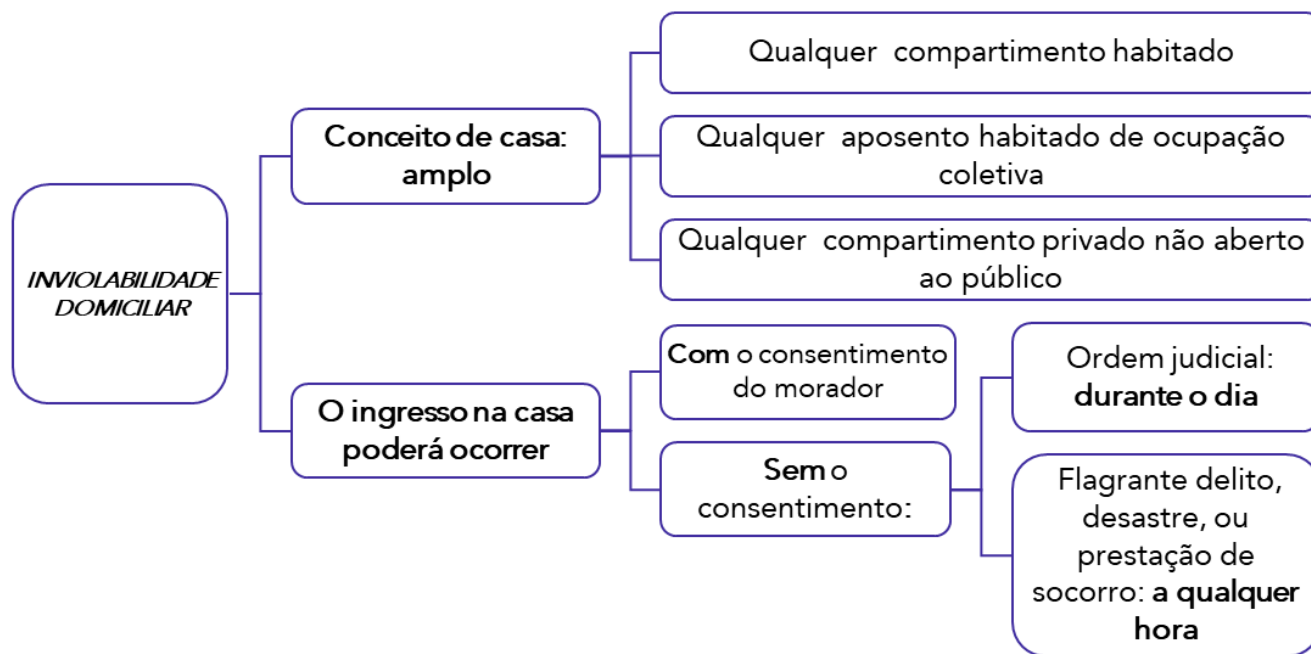 INVIOLABILIDADE
DOMICILIAR
Conceito de casa:
amplo
Qualquer compartimento habitado
Qualquer aposento habitado de ocupação
coletiva
Qualquer compartimento privado não aberto
ao público
O ingresso na casa
poderá ocorrer
Com o consentimento
do morador
Sem o
consentimento:
Ordem judicial:
durante o dia
Flagrante delito,
desastre, ou
prestação de
socorro: a qualquer
hora